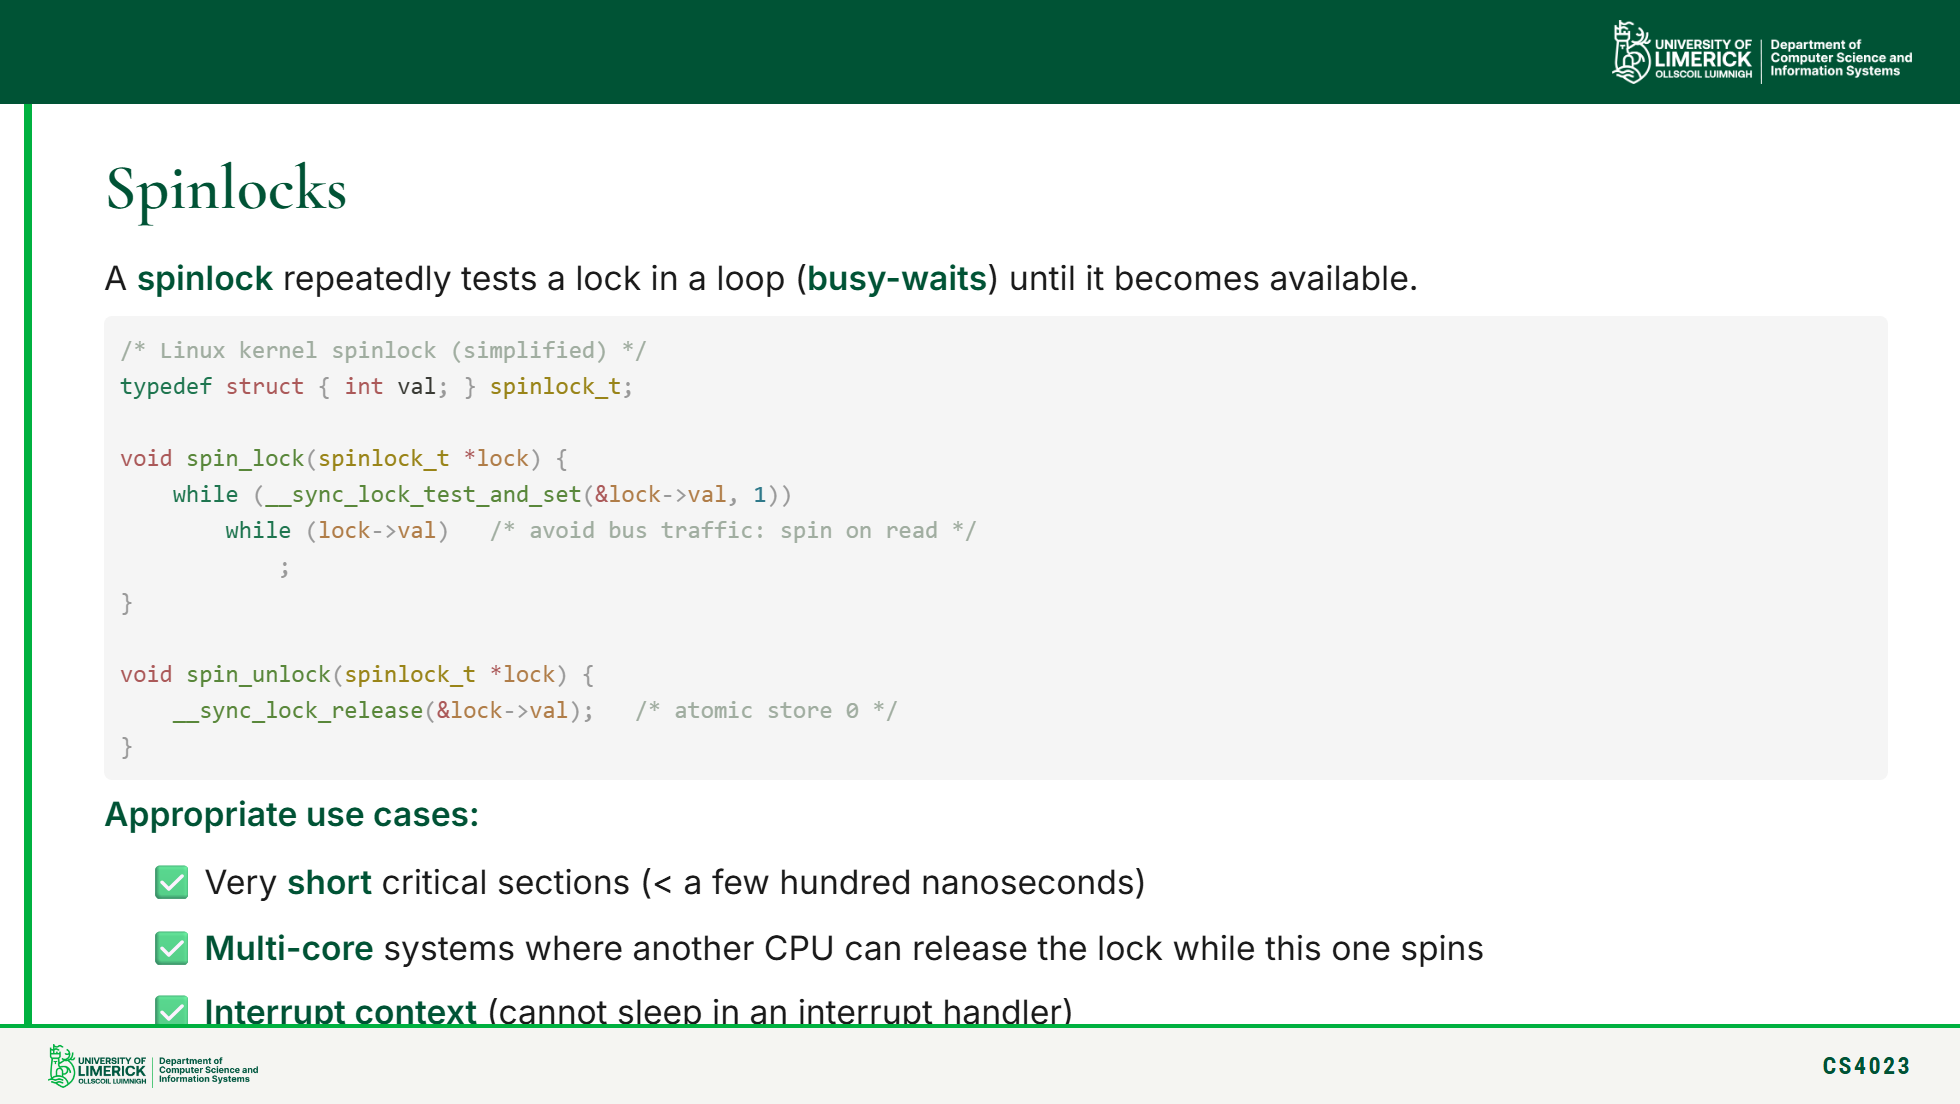 UNIVERSITY OF
LIMERICK
OLLSCOIL LUIMNIGH
Department of
Computer Science and
Information Systems
Spinlocks
A spinlock repeatedly tests a lock in a loop (busy-waits) until it becomes available.
/* Linux kernel spinlock (simplified) */
typedef struct { int val; } spinlock_t;
void spin_lock(spinlock_t *lock) {
    while (__sync_lock_test_and_set(&lock->val, 1))
        while (lock->val)   /* avoid bus traffic: spin on read */
            ;
}
void spin_unlock(spinlock_t *lock) {
    __sync_lock_release(&lock->val);   /* atomic store 0 */
}
Appropriate use cases:
✅ Very short critical sections (< a few hundred nanoseconds)
✅ Multi-core systems where another CPU can release the lock while this one spins
✅ Interrupt context (cannot sleep in an interrupt handler)
UNIVERSITY OF
LIMERICK
OLLSCOIL LUIMNIGH
Department of
Computer Science and
Information Systems
CS4023